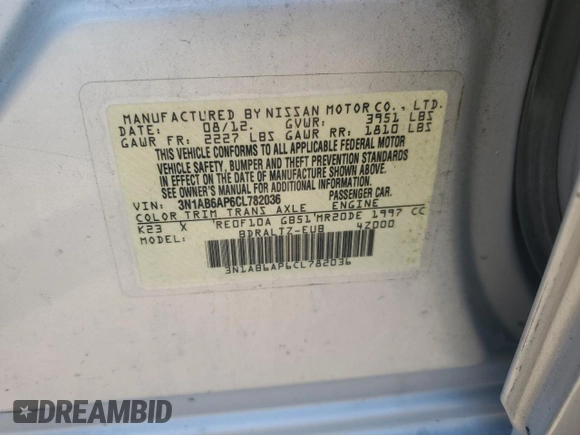 MANUFACTURED BY NISSAN MOTOR CO., LTD.
DATE: 08/12. GVWR: 3951 LBS
GAWR FR: 2227 LBS GAWR RR: 1810 LBS
THIS VEHICLE CONFORMS TO ALL APPLICABLE FEDERAL MOTOR
VEHICLE SAFETY, BUMPER AND THEFT PREVENTION STANDARDS
IN EFFECT ON THE DATE OF MANUFACTURE SHOWN ABOVE.
SEE OWNER'S MANUAL FOR ADDITIONAL INFORMATION
VIN: 3N1AB6AP6CL782036 PASSENGER CAR.
COLOR TRIM TRANS AXLE ENGINE
K23 X RE0F10A GB51 MR20DE 1997 CC
MODEL: BDRALTZ-EUB 4Z000
3N1AB6AP6CL782036
DREAMBID